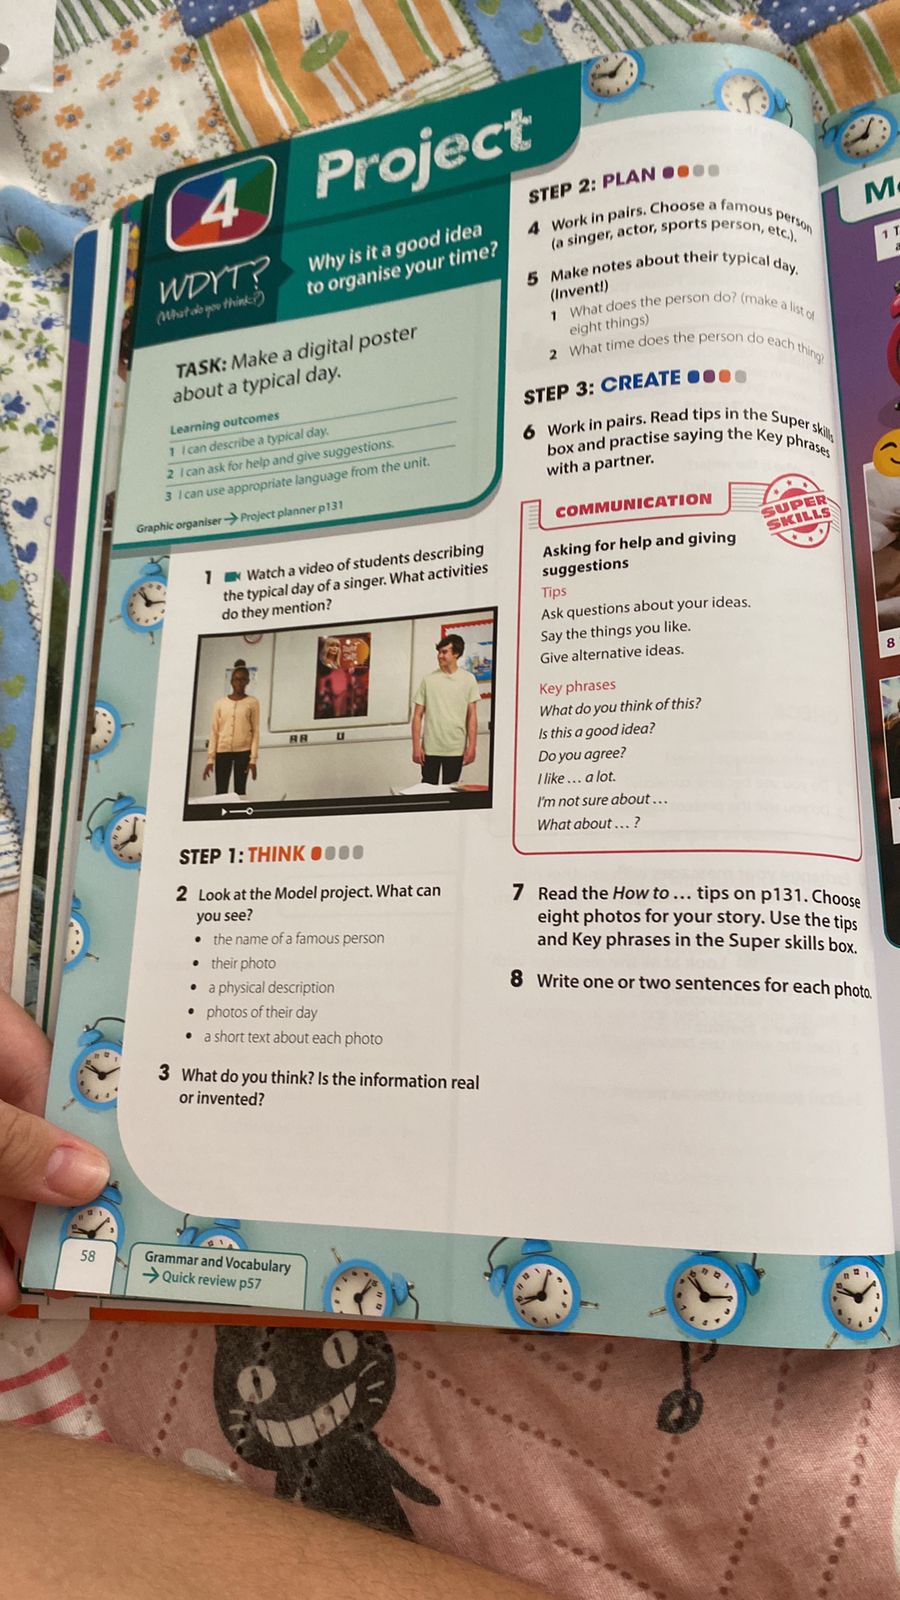 4
Project
WDYT?
(What do you think?)
Why is it a good idea
to organise your time?
TASK: Make a digital poster
about a typical day.
Learning outcomes
1 I can describe a typical day.
2 I can ask for help and give suggestions.
3 I can use appropriate language from the unit.
Graphic organiser → Project planner p131
1 Watch a video of students describing
the typical day of a singer. What activities
do they mention?
STEP 1: THINK
2 Look at the Model project. What can
you see?
• the name of a famous person
• their photo
• a physical description
• photos of their day
• a short text about each photo
3 What do you think? Is the information real
or invented?
58
Grammar and Vocabulary
→ Quick review p57
STEP 2: PLAN
4 Work in pairs. Choose a famous person
(a singer, actor, sports person, etc.).
5 Make notes about their typical day.
(Invent!)
1 What does the person do? (make a list of
eight things)
2 What time does the person do each thing?
STEP 3: CREATE
6 Work in pairs. Read tips in the Super skills
box and practise saying the Key phrases
with a partner.
COMMUNICATION
SUPER
SKILLS
Asking for help and giving
suggestions
Tips
Ask questions about your ideas.
Say the things you like.
Give alternative ideas.
Key phrases
What do you think of this?
Is this a good idea?
Do you agree?
I like ... a lot.
I'm not sure about ...
What about ... ?
7 Read the How to ... tips on p131. Choose
eight photos for your story. Use the tips
and Key phrases in the Super skills box.
8 Write one or two sentences for each photo.
1
8